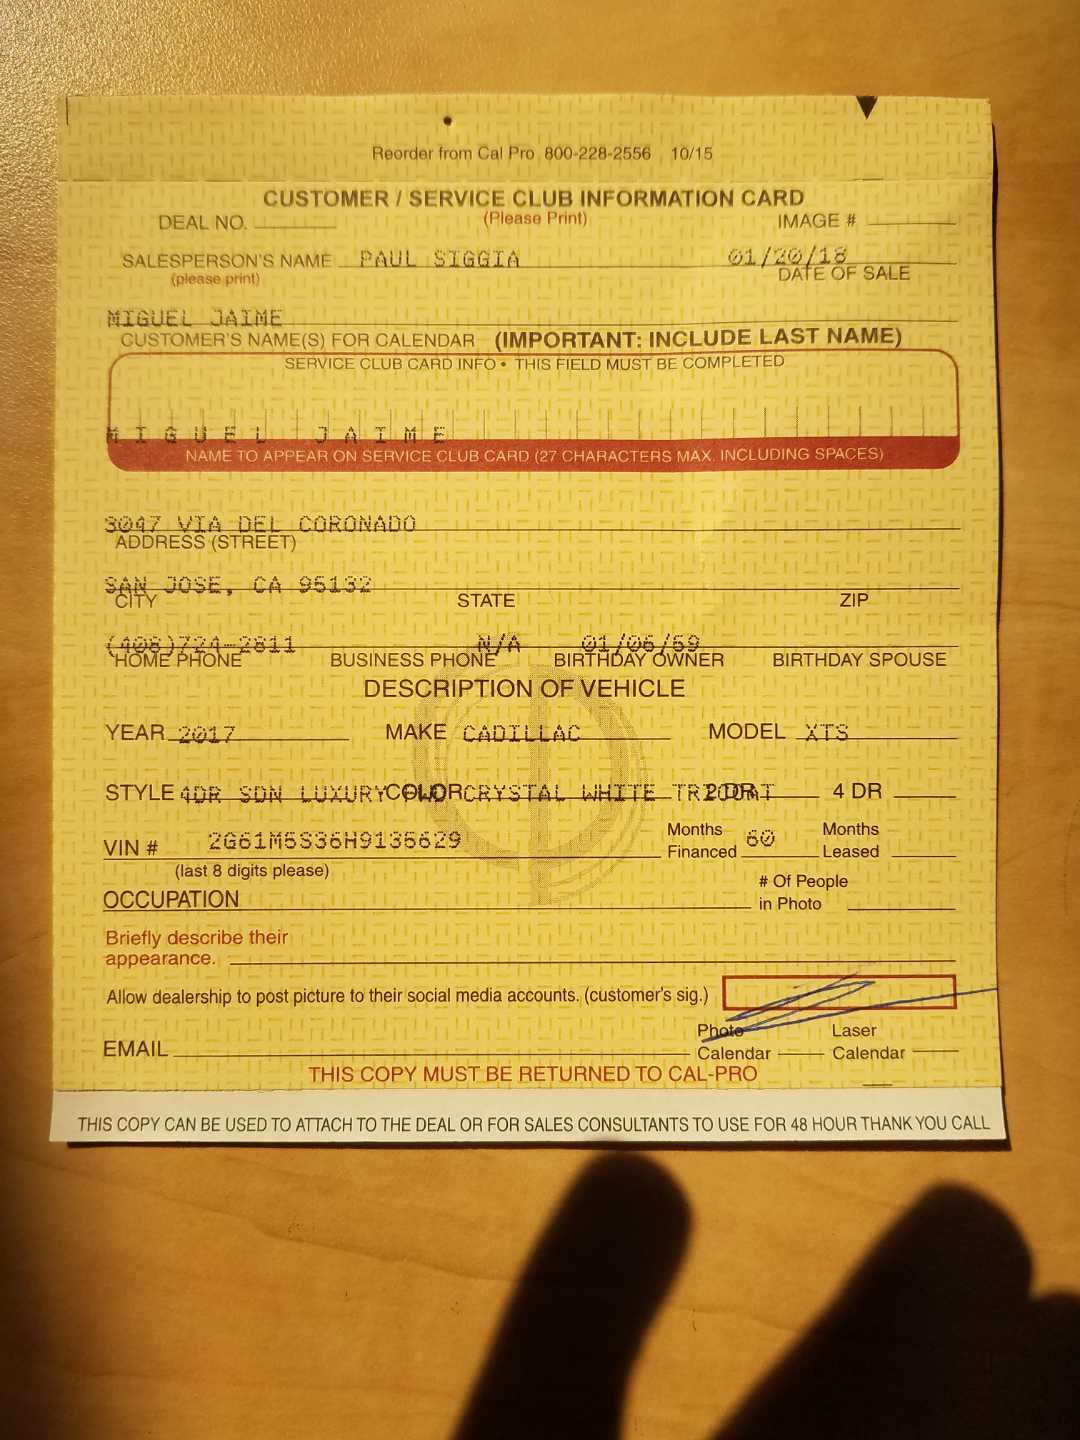 Reorder from Cal Pro 800-228-2556 10/15
CUSTOMER / SERVICE CLUB INFORMATION CARD
DEAL NO. (Please Print) IMAGE #
SALESPERSON'S NAME PAUL SIGGIA 01/20/18
(please print) DATE OF SALE
MIGUEL JAIME
CUSTOMER'S NAME(S) FOR CALENDAR (IMPORTANT: INCLUDE LAST NAME)
SERVICE CLUB CARD INFO • THIS FIELD MUST BE COMPLETED
MIGUEL JAIME
NAME TO APPEAR ON SERVICE CLUB CARD (27 CHARACTERS MAX. INCLUDING SPACES)
3047 VIA DEL CORONADO
ADDRESS (STREET)
SAN JOSE, CA 95132
CITY STATE ZIP
(408)724-2811 N/A 01/06/69
HOME PHONE BUSINESS PHONE BIRTHDAY OWNER BIRTHDAY SPOUSE
DESCRIPTION OF VEHICLE
YEAR 2017 MAKE CADILLAC MODEL XTS
STYLE 4DR SDN LUXURY COLOR CRYSTAL WHITE 2 DR 4 DR
VIN # 2G61M5S36H9135629 Months Financed 60 Months Leased
(last 8 digits please)
OCCUPATION # Of People in Photo
Briefly describe their
appearance.
Allow dealership to post picture to their social media accounts. (customer's sig.)
EMAIL Photo Calendar Laser Calendar
THIS COPY MUST BE RETURNED TO CAL-PRO
THIS COPY CAN BE USED TO ATTACH TO THE DEAL OR FOR SALES CONSULTANTS TO USE FOR 48 HOUR THANK YOU CALL